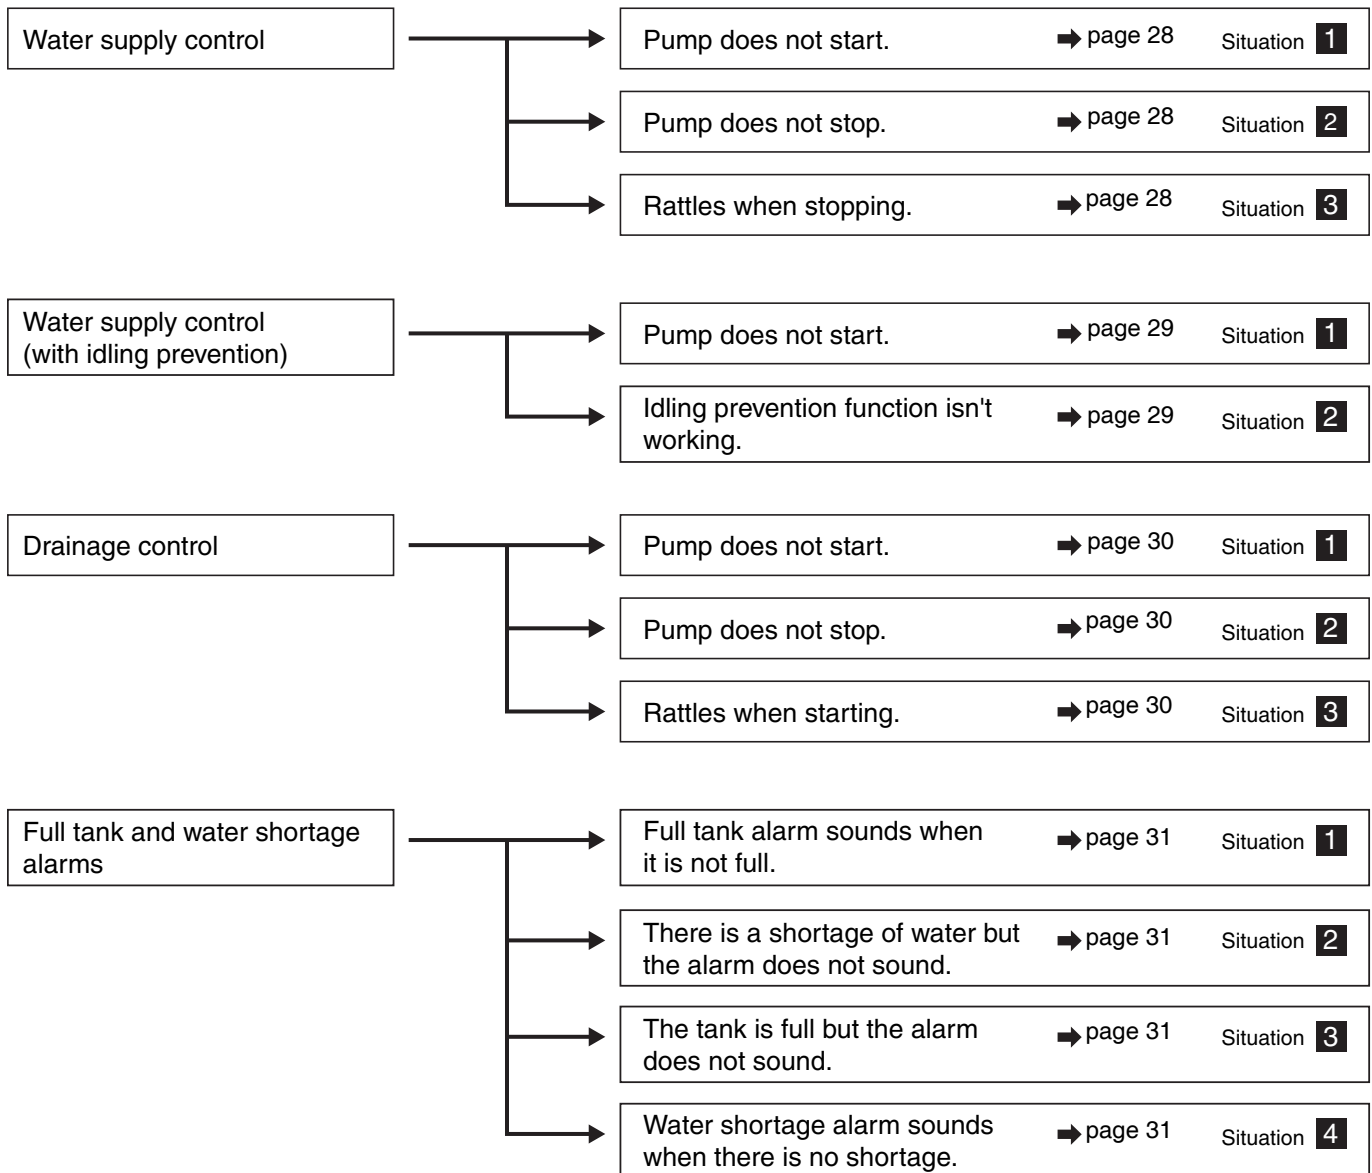 Water supply control
Pump does not start. ➡ page 28 Situation 1
Pump does not stop. ➡ page 28 Situation 2
Rattles when stopping. ➡ page 28 Situation 3
Water supply control
(with idling prevention)
Pump does not start. ➡ page 29 Situation 1
Idling prevention function isn't
working.
➡ page 29 Situation 2
Drainage control
Pump does not start. ➡ page 30 Situation 1
Pump does not stop. ➡ page 30 Situation 2
Rattles when starting. ➡ page 30 Situation 3
Full tank and water shortage
alarms
Full tank alarm sounds when
it is not full.
➡ page 31 Situation 1
There is a shortage of water but
the alarm does not sound.
➡ page 31 Situation 2
The tank is full but the alarm
does not sound.
➡ page 31 Situation 3
Water shortage alarm sounds
when there is no shortage.
➡ page 31 Situation 4